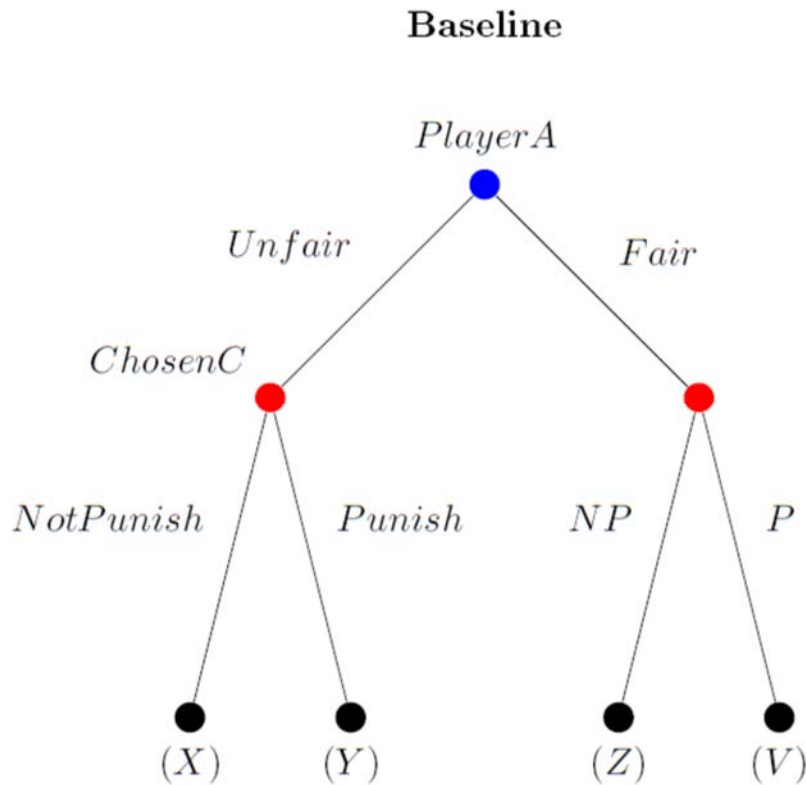 Baseline
PlayerA
Unfair
Fair
ChosenC
NotPunish
Punish
NP
P
(X)
(Y)
(Z)
(V)